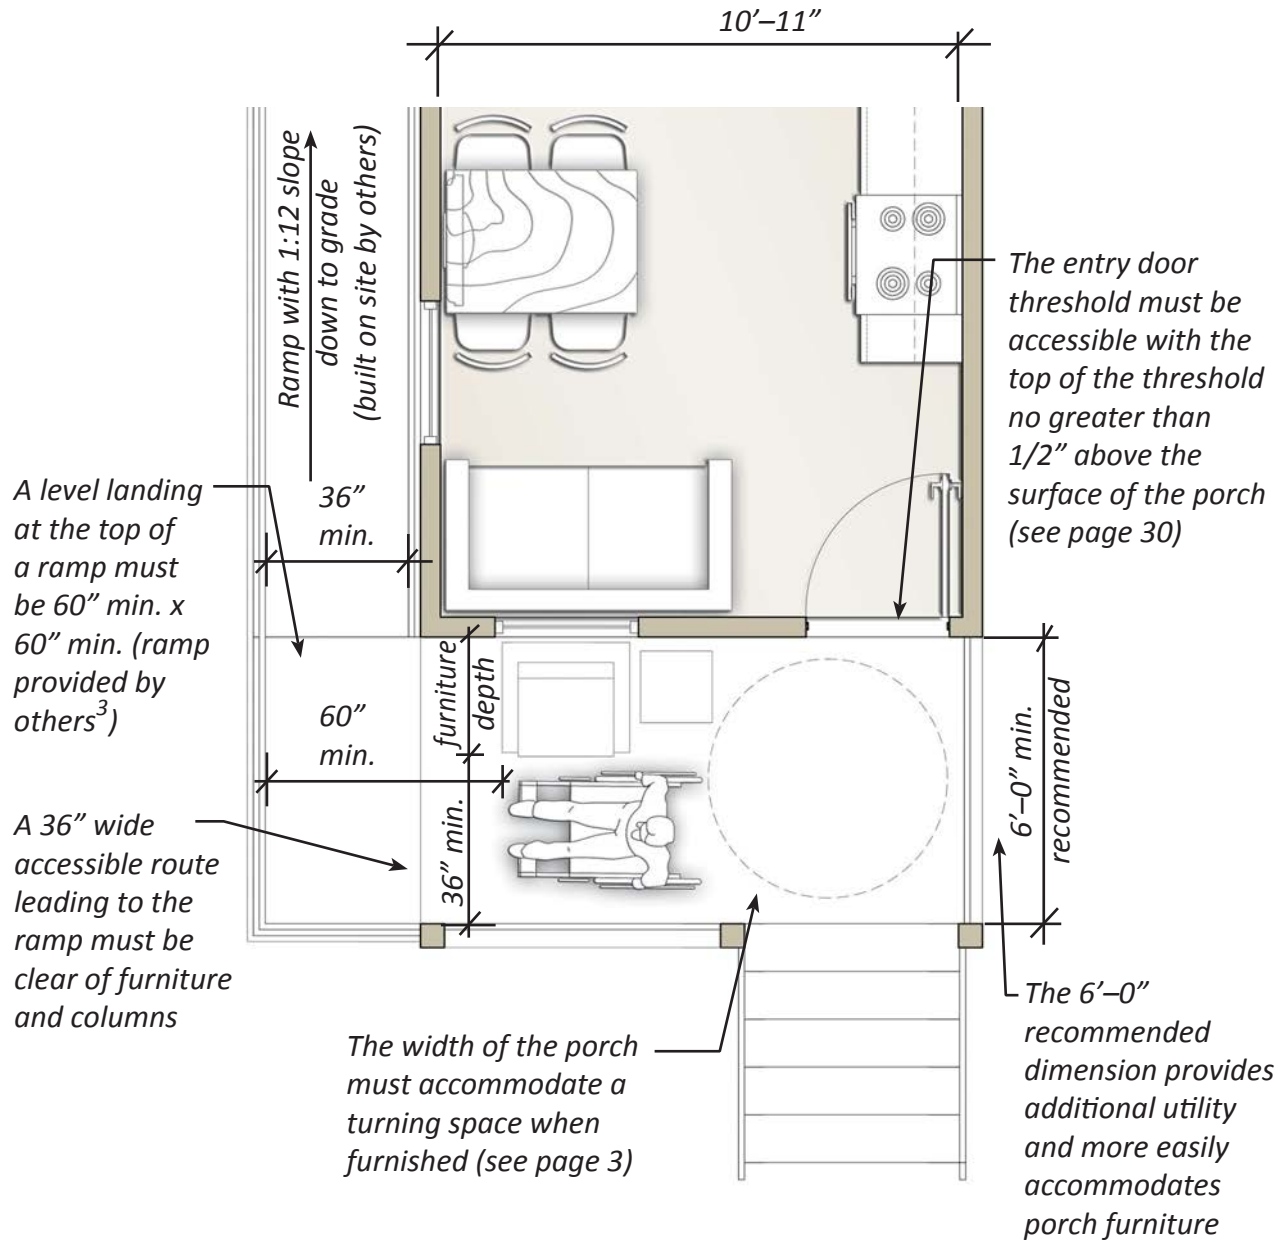 10’–11”
Ramp with 1:12 slope
down to grade
(built on site by others)
The entry door
threshold must be
accessible with the
top of the threshold
no greater than
1/2” above the
surface of the porch
(see page 30)
A level landing
at the top of
a ramp must
be 60” min. x
60” min. (ramp
provided by
others3)
36”
min.
60”
min.
furniture
depth
36” min.
6’–0” min.
recommended
A 36” wide
accessible route
leading to the
ramp must be
clear of furniture
and columns
The width of the porch
must accommodate a
turning space when
furnished (see page 3)
The 6’–0”
recommended
dimension provides
additional utility
and more easily
accommodates
porch furniture